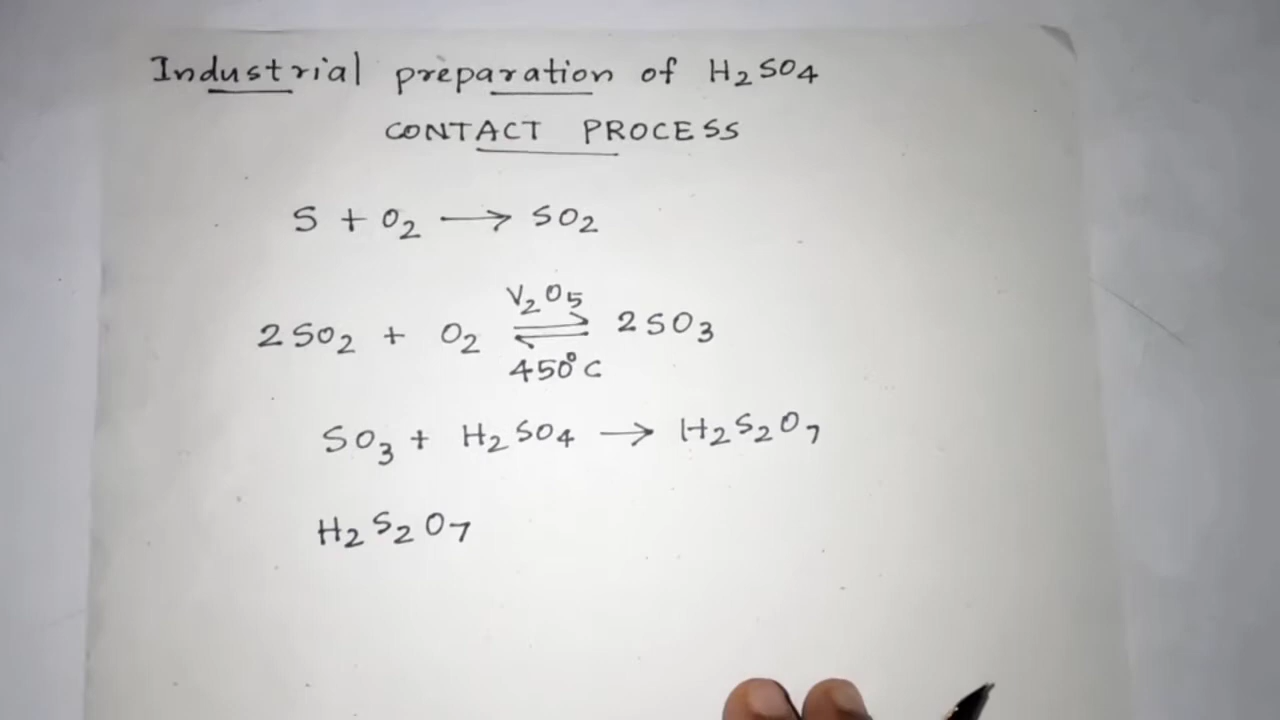 Industrial preparation of H₂SO₄
CONTACT PROCESS
S + O₂ ⟶ SO₂
V₂O₅
2SO₂ + O₂ ⇌ 2SO₃
450°C
SO₃ + H₂SO₄ → H₂S₂O₇
H₂S₂O₇